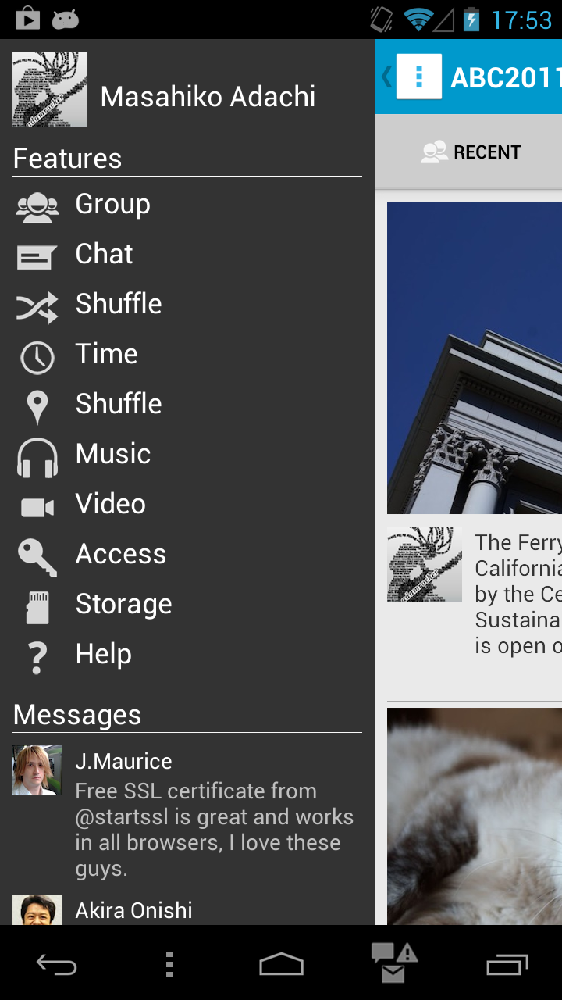 17:53
Masahiko Adachi
Features
Group
Chat
Shuffle
Time
Shuffle
Music
Video
Access
Storage
Help
Messages
J.Maurice
Free SSL certificate from
@startssl is great and works
in all browsers, I love these
guys.
Akira Onishi
ABC2011
RECENT
The Ferry
California
by the Ce
Sustaina
is open o
adamrocker
adamrocker